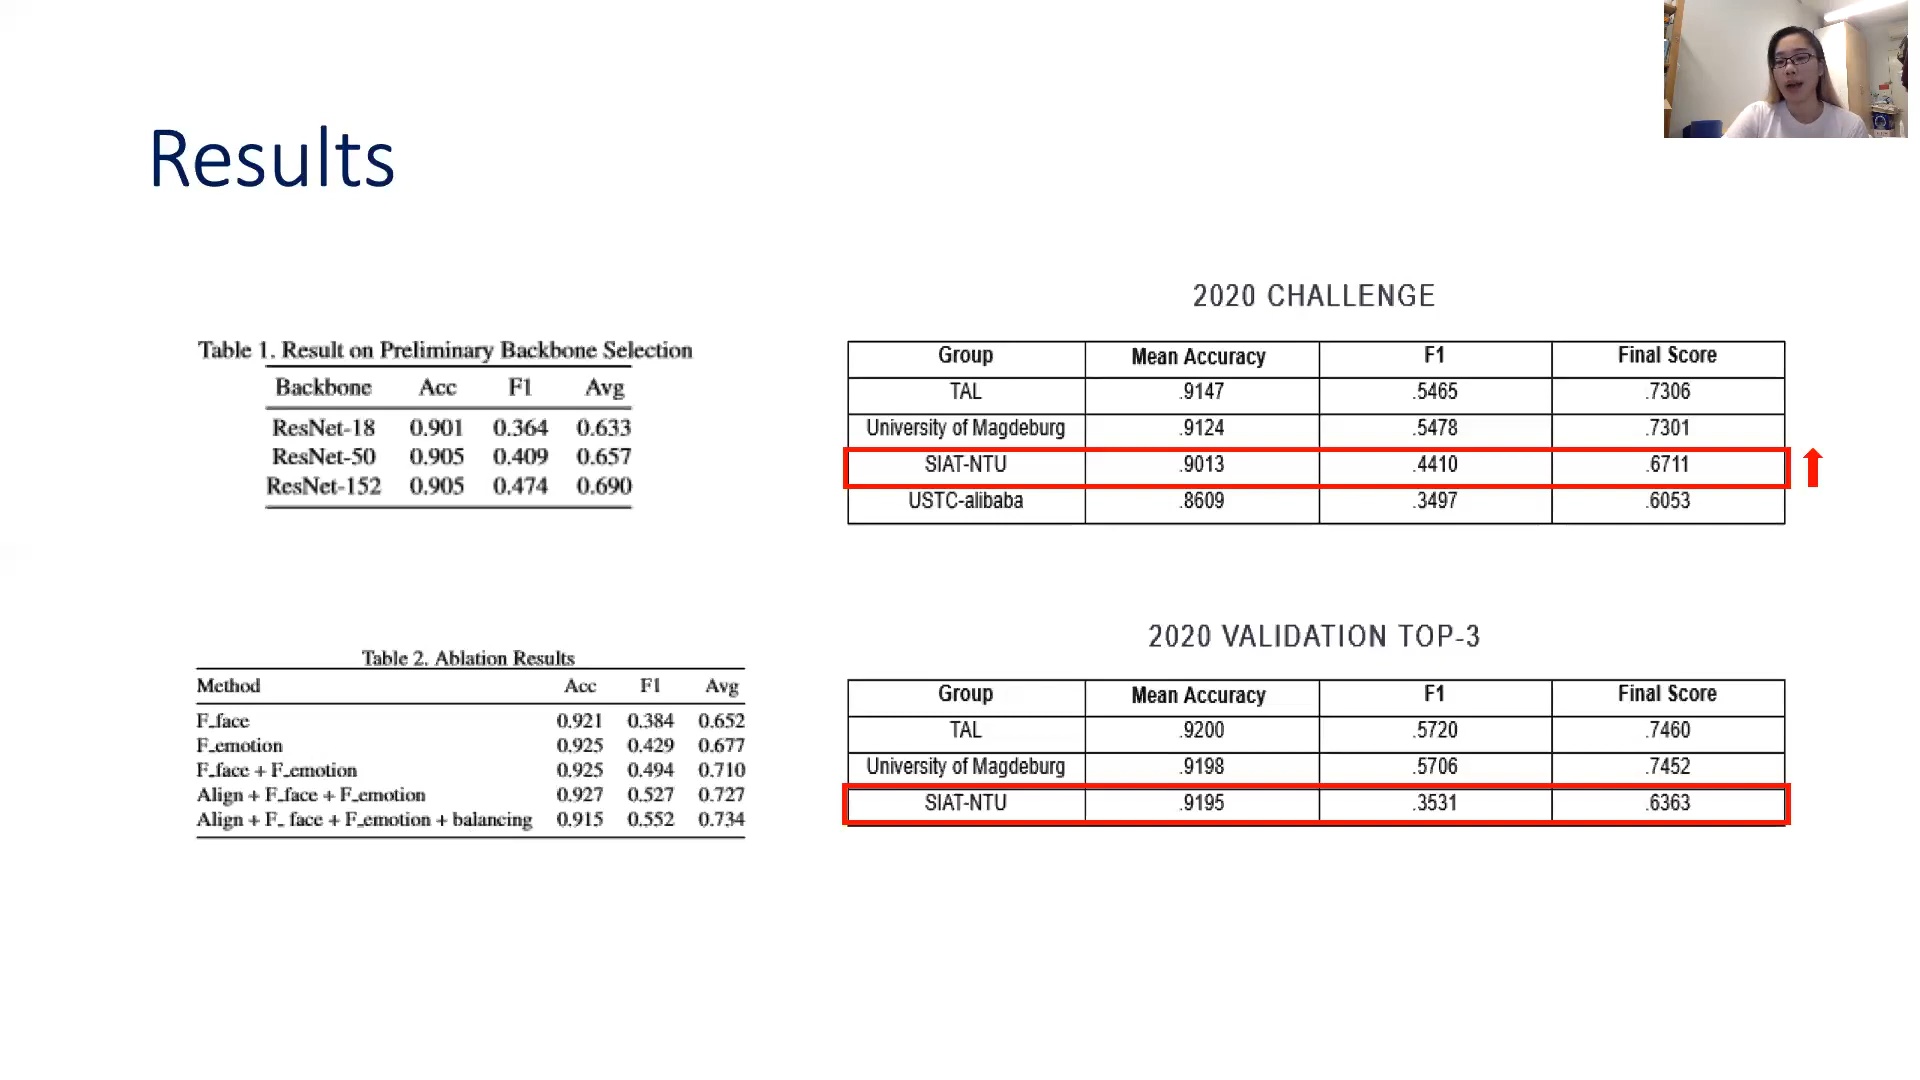 Results
Table 1. Result on Preliminary Backbone Selection
Backbone Acc F1 Avg
ResNet-18 0.901 0.364 0.633
ResNet-50 0.905 0.409 0.657
ResNet-152 0.905 0.474 0.690
Table 2. Ablation Results
Method Acc F1 Avg
F_face 0.921 0.384 0.652
F_emotion 0.925 0.429 0.677
F_face + F_emotion 0.925 0.494 0.710
Align + F_face + F_emotion 0.927 0.527 0.727
Align + F_ face + F_emotion + balancing 0.915 0.552 0.734
2020 CHALLENGE
Group Mean Accuracy F1 Final Score
TAL .9147 .5465 .7306
University of Magdeburg .9124 .5478 .7301
SIAT-NTU .9013 .4410 .6711
USTC-alibaba .8609 .3497 .6053
2020 VALIDATION TOP-3
Group Mean Accuracy F1 Final Score
TAL .9200 .5720 .7460
University of Magdeburg .9198 .5706 .7452
SIAT-NTU .9195 .3531 .6363